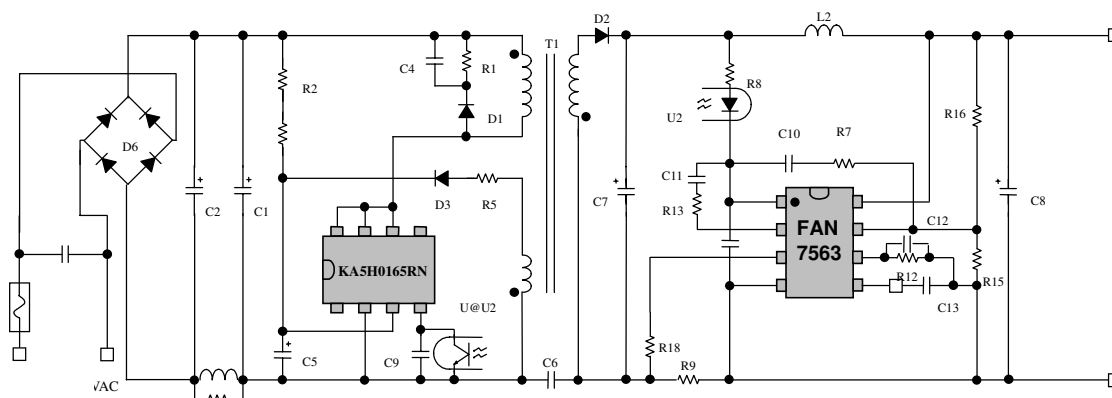 D2
L2
T1
C4
R1
R8
R2
U2
R16
D1
C10
R7
D6
C11
D3
R5
R13
C2
C1
C7
C12
C8
FAN
7563
KA5H0165RN
R12
R15
U@U2
C13
C5
C9
C6
R18
R9
VAC